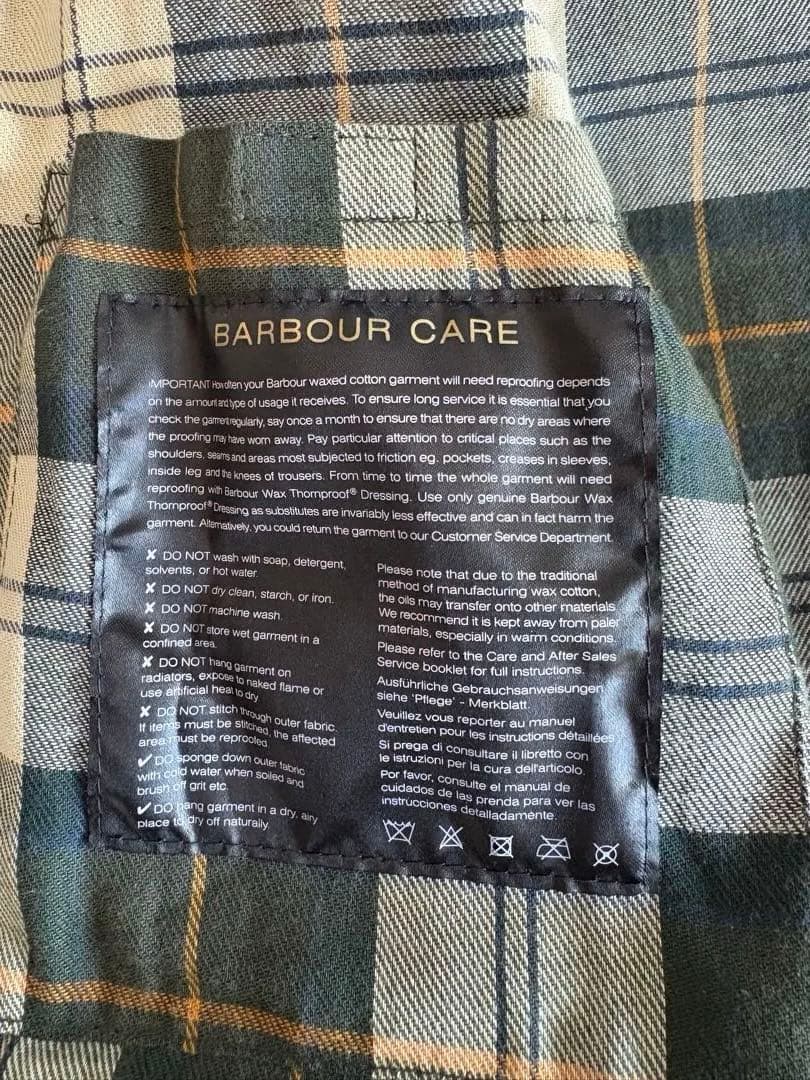 BARBOUR CARE
IMPORTANT How often your Barbour waxed cotton garment will need reproofing depends
on the amount and type of usage it receives. To ensure long service it is essential that you
check the garment regularly, say once a month to ensure that there are no dry areas where
the proofing may have worn away. Pay particular attention to critical places such as the
shoulders, seams and areas most subjected to friction eg. pockets, creases in sleeves,
inside leg and the knees of trousers. From time to time the whole garment will need
reproofing with Barbour Wax Thornproof® Dressing. Use only genuine Barbour Wax
Thornproof® Dressing as substitutes are invariably less effective and can in fact harm the
garment. Alternatively, you could return the garment to our Customer Service Department.
✘ DO NOT wash with soap, detergent,
solvents, or hot water.
✘ DO NOT dry clean, starch, or iron.
✘ DO NOT machine wash.
✘ DO NOT store wet garment in a
confined area.
✘ DO NOT hang garment on
radiators, expose to naked flame or
use artificial heat to dry
✘ DO NOT stitch through outer fabric.
If items must be stitched, the affected
area must be reproofed.
✔ DO sponge down outer fabric
with cold water when soiled and
brush off grit etc.
✔ DO hang garment in a dry, airy
place to dry off naturally.
Please note that due to the traditional
method of manufacturing wax cotton,
the oils may transfer onto other materials.
We recommend it is kept away from paler
materials, especially in warm conditions.
Please refer to the Care and After Sales
Service booklet for full instructions.
Ausführliche Gebrauchsanweisungen
siehe 'Pflege' - Merkblatt.
Veuillez vous reporter au manuel
d'entretien pour les instructions détaillées
Si prega di consultare il libretto con
le istruzioni per la cura dell'articolo.
Por favor, consulte el manual de
cuidados de las prenda para ver las
instrucciones detalladamente.